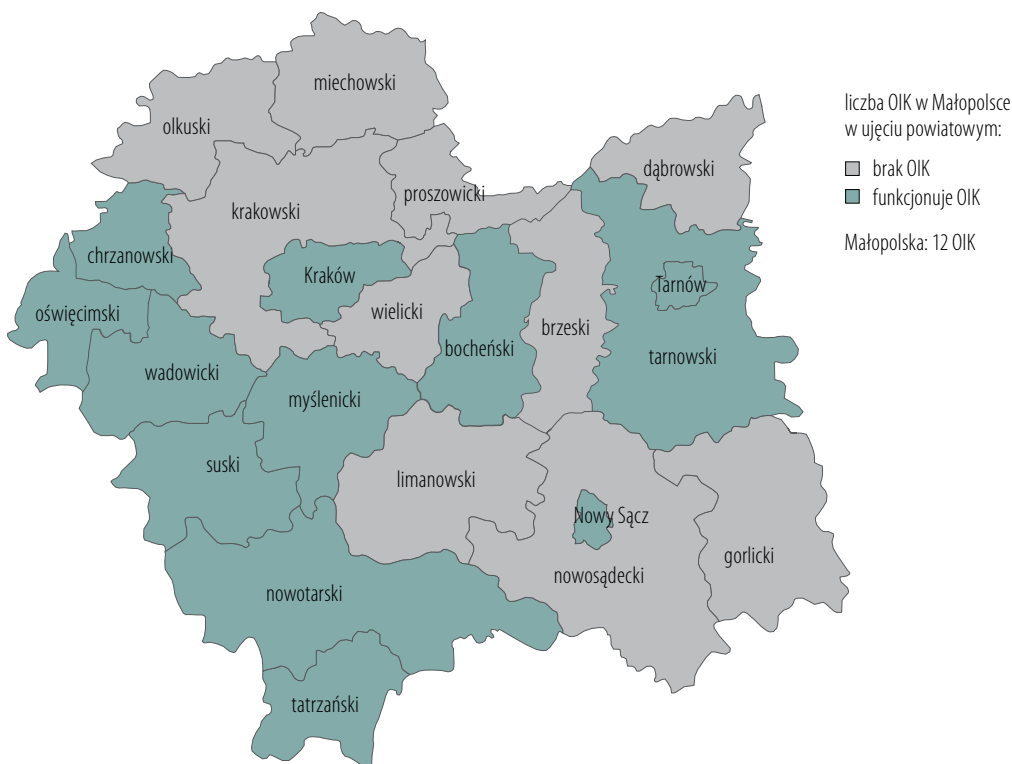 miechowski
olkuski
dąbrowski
proszowicki
krakowski
chrzanowski
Kraków
Tarnów
oświęcimski
wielicki
brzeski
bocheński
tarnowski
wadowicki
myślenicki
suski
limanowski
Nowy Sącz
gorlicki
nowosądecki
nowotarski
tatrzański
liczba OIK w Małopolsce
w ujęciu powiatowym:
brak OIK
funkcjonuje OIK
Małopolska: 12 OIK